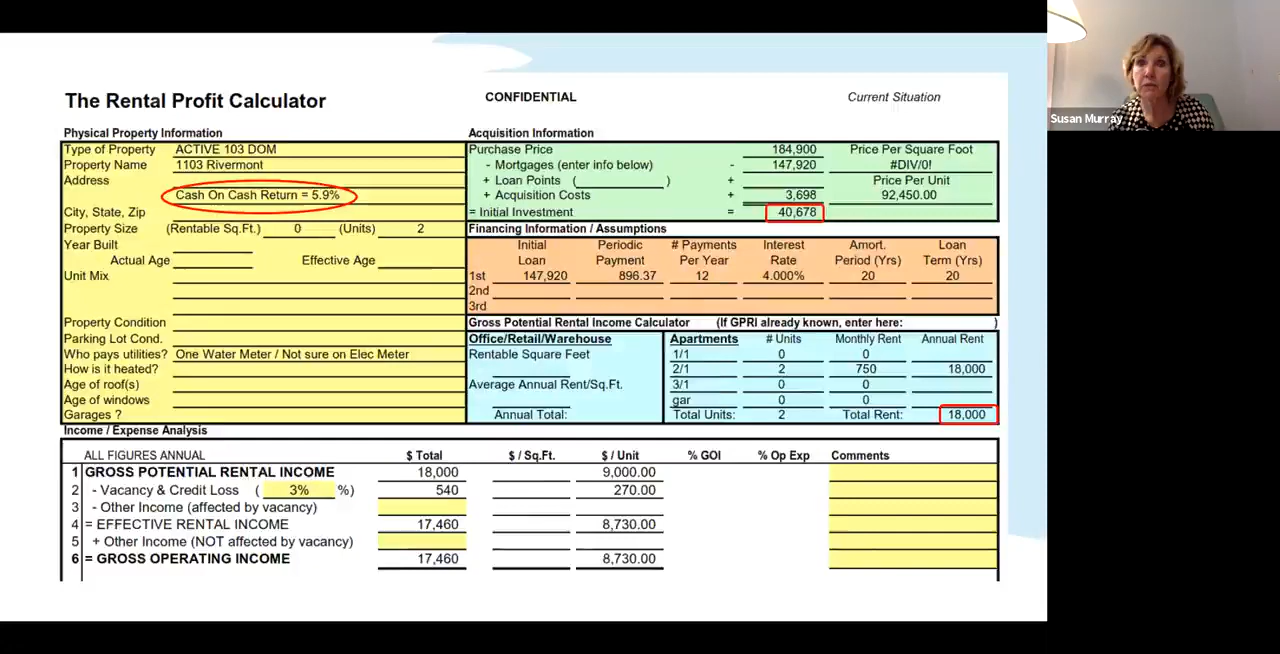 The Rental Profit Calculator CONFIDENTIAL Current Situation
Susan Murray
Physical Property Information
Type of Property ACTIVE 103 DOM
Property Name 1103 Rivermont
Address
Cash On Cash Return = 5.9%
City, State, Zip
Property Size (Rentable Sq.Ft.) 0 (Units) 2
Year Built
Actual Age Effective Age
Unit Mix
Property Condition
Parking Lot Cond.
Who pays utilities? One Water Meter / Not sure on Elec Meter
How is it heated?
Age of roof(s)
Age of windows
Garages ?
Acquisition Information
Purchase Price 184,900 Price Per Square Foot
- Mortgages (enter info below) - 147,920 #DIV/0!
+ Loan Points ( ) + Price Per Unit
+ Acquisition Costs + 3,698 92,450.00
= Initial Investment = 40,678
Financing Information / Assumptions
Initial Periodic # Payments Interest Amort. Loan
Loan Payment Per Year Rate Period (Yrs) Term (Yrs)
1st 147,920 896.37 12 4.000% 20 20
2nd
3rd
Gross Potential Rental Income Calculator (If GPRI already known, enter here: )
Office/Retail/Warehouse Apartments # Units Monthly Rent Annual Rent
Rentable Square Feet 1/1 0 0
2/1 2 750 18,000
Average Annual Rent/Sq.Ft. 3/1 0 0
gar 0 0
Annual Total: Total Units: 2 Total Rent: 18,000
Income / Expense Analysis
ALL FIGURES ANNUAL $ Total $ / Sq.Ft. $ / Unit % GOI % Op Exp Comments
1 GROSS POTENTIAL RENTAL INCOME 18,000 9,000.00
2 - Vacancy & Credit Loss ( 3% %) 540 270.00
3 - Other Income (affected by vacancy)
4 = EFFECTIVE RENTAL INCOME 17,460 8,730.00
5 + Other Income (NOT affected by vacancy)
6 = GROSS OPERATING INCOME 17,460 8,730.00